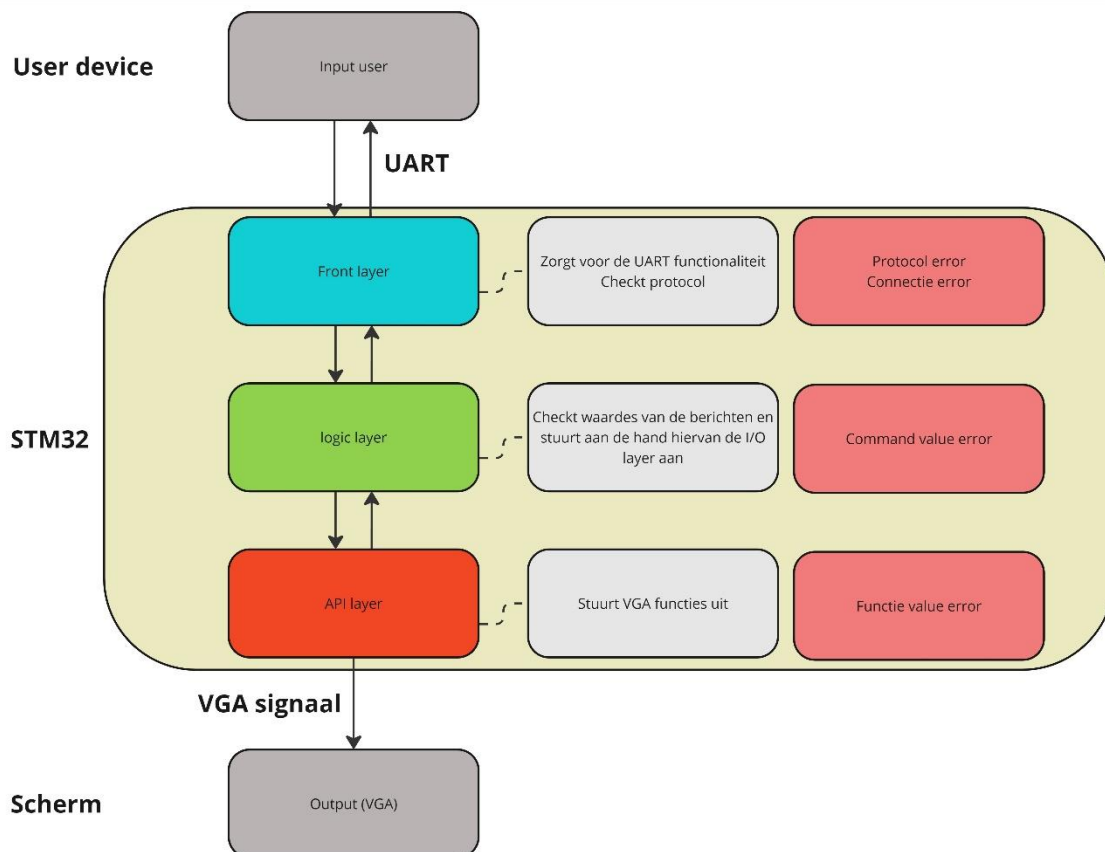 User device
Input user
UART
Front layer
Zorgt voor de UART functionaliteit
Checkt protocol
Protocol error
Connectie error
STM32
logic layer
Checkt waardes van de berichten en
stuurt aan de hand hiervan de I/O
layer aan
Command value error
API layer
Stuurt VGA functies uit
Functie value error
VGA signaal
Scherm
Output (VGA)